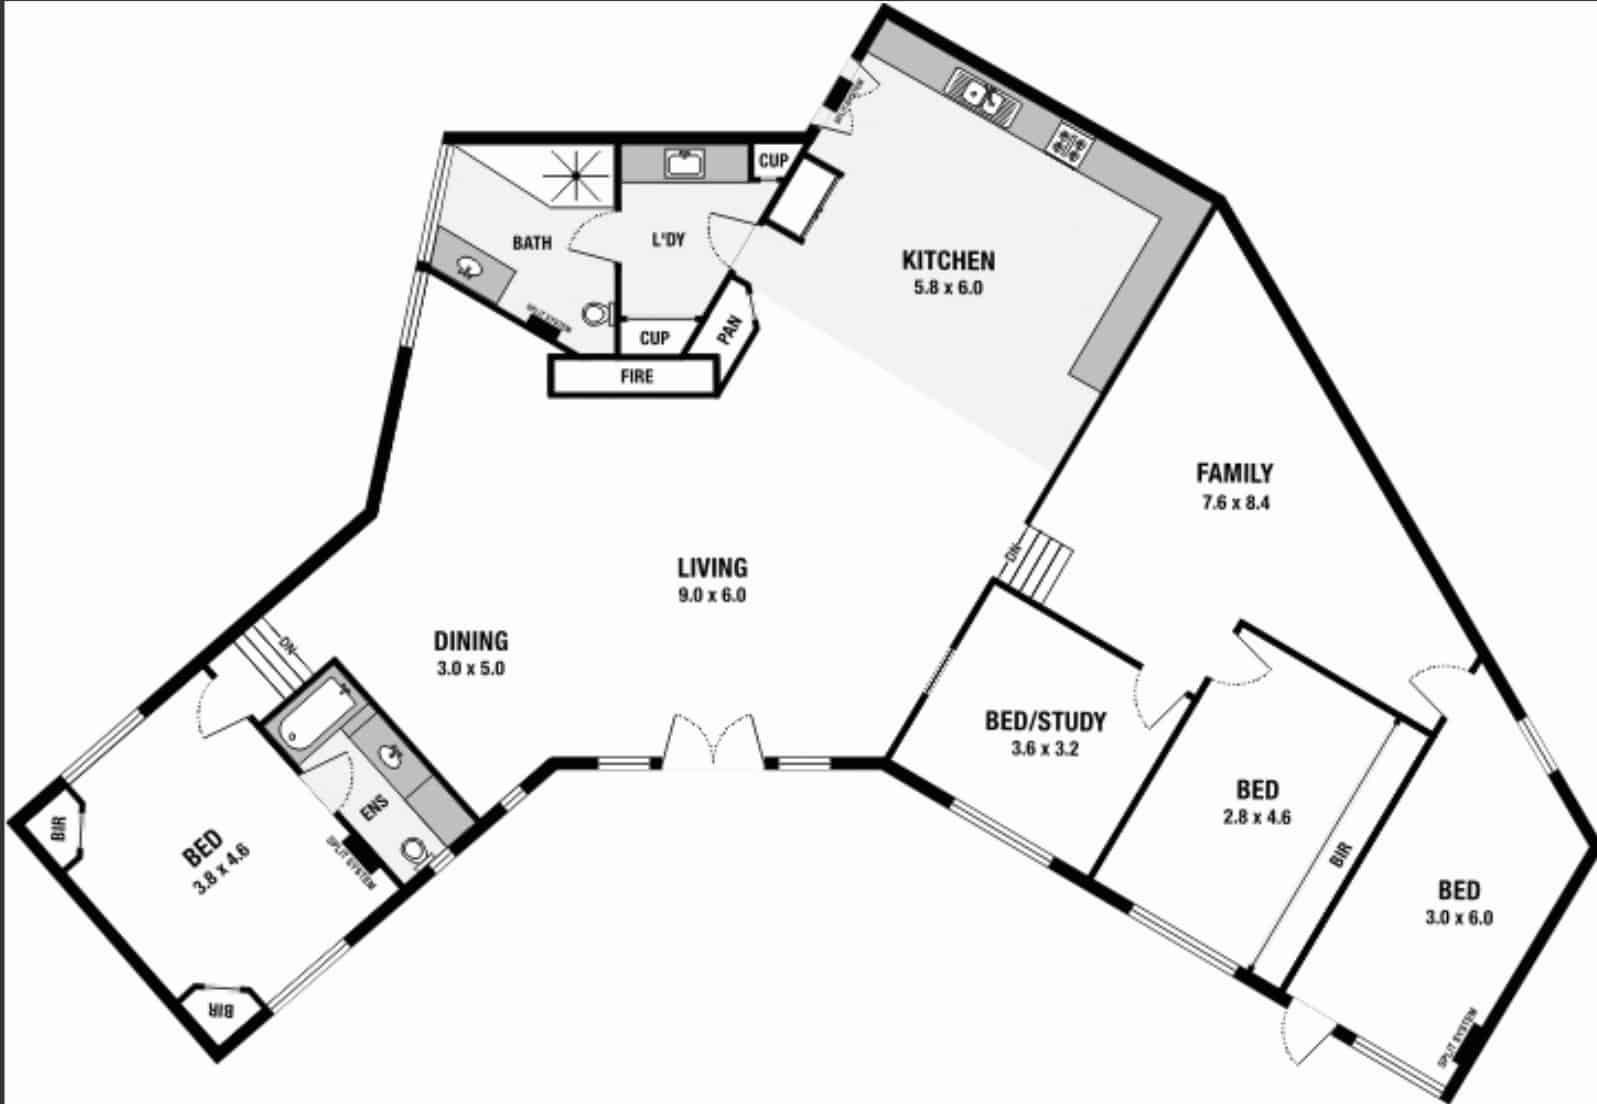 SPLIT SYSTEM
CUP
BATH
L'DY
KITCHEN
5.8 x 6.0
SPLIT SYSTEM
CUP
PAN
FIRE
FAMILY
7.6 x 8.4
DN
LIVING
9.0 x 6.0
DN
DINING
3.0 x 5.0
BED/STUDY
3.6 x 3.2
BED
2.8 x 4.6
BIR
ENS
BIR
BED
3.8 x 4.6
SPLIT SYSTEM
BIR
BED
3.0 x 6.0
SPLIT SYSTEM